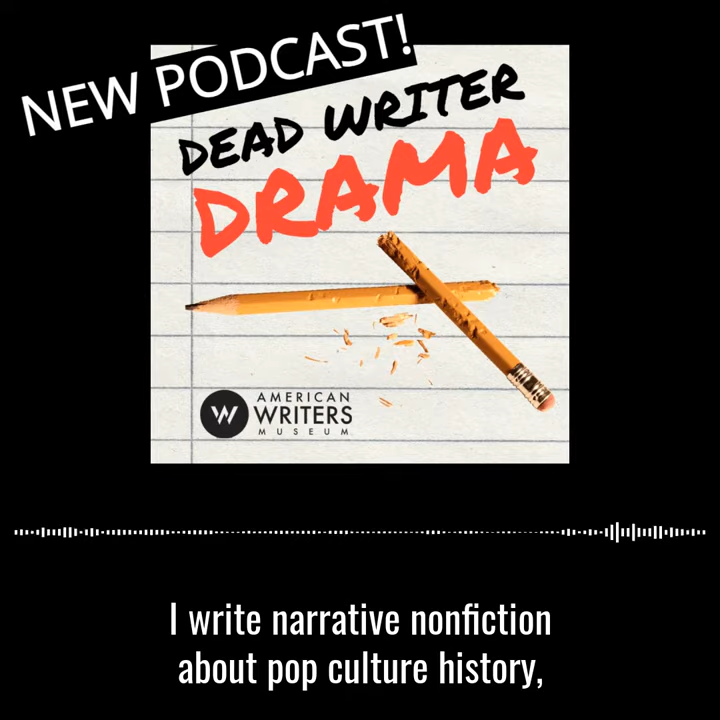 NEW PODCAST!
DEAD WRITER
DRAMA
W
AMERICAN
WRITERS
MUSEUM
I write narrative nonfiction
about pop culture history,